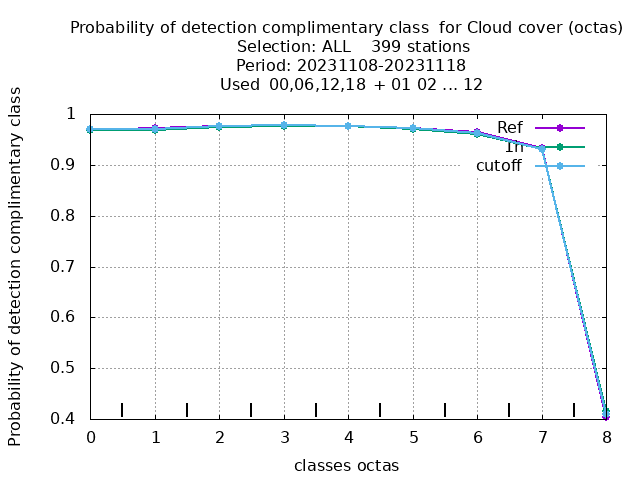 Probability of detection complimentary class  for Cloud cover (octas)
Selection: ALL    399 stations
Period: 20231108-20231118
Used  00,06,12,18  + 01 02 ... 12
Probability of detection complimentary class
1
0.9
0.8
0.7
0.6
0.5
0.4
Ref
1h
cutoff
0 1 2 3 4 5 6 7 8
classes octas